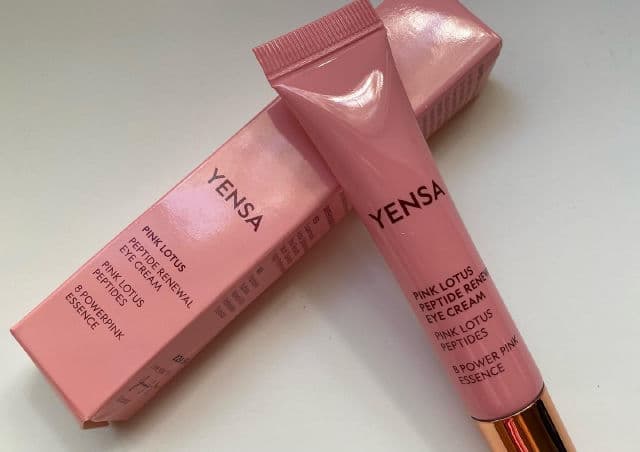 YENSA
PINK LOTUS
PEPTIDE RENEWAL
EYE CREAM
PINK LOTUS
PEPTIDES
8 POWERPINK
ESSENCE
YENSA
PINK LOTUS
PEPTIDE RENEW
EYE CREAM
PINK LOTUS
PEPTIDES
8 POWER PINK
ESSENCE